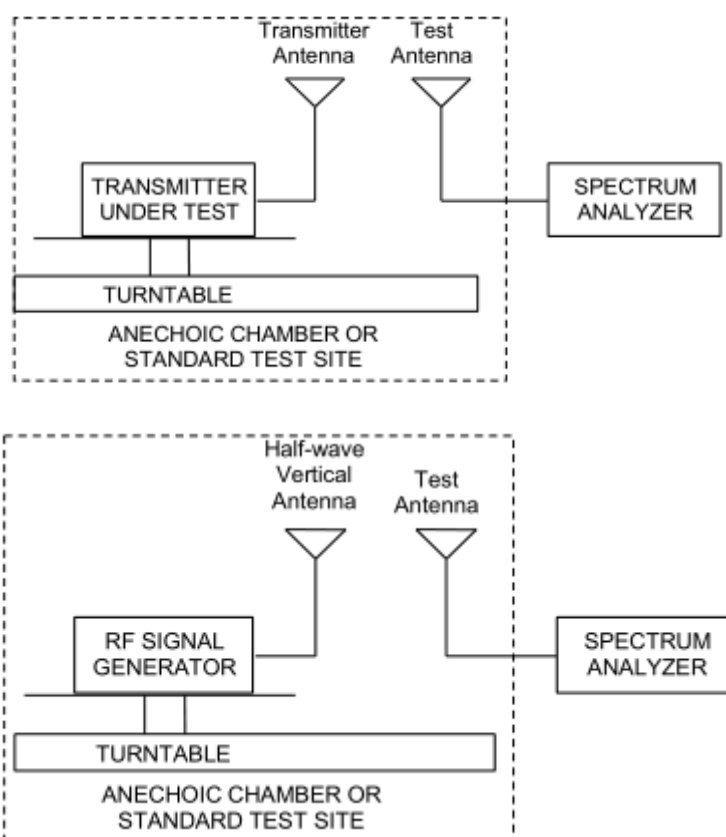 Transmitter
Antenna
Test
Antenna
TRANSMITTER
UNDER TEST
SPECTRUM
ANALYZER
TURNTABLE
ANECHOIC CHAMBER OR
STANDARD TEST SITE
Half-wave
Vertical
Antenna
Test
Antenna
RF SIGNAL
GENERATOR
SPECTRUM
ANALYZER
TURNTABLE
ANECHOIC CHAMBER OR
STANDARD TEST SITE